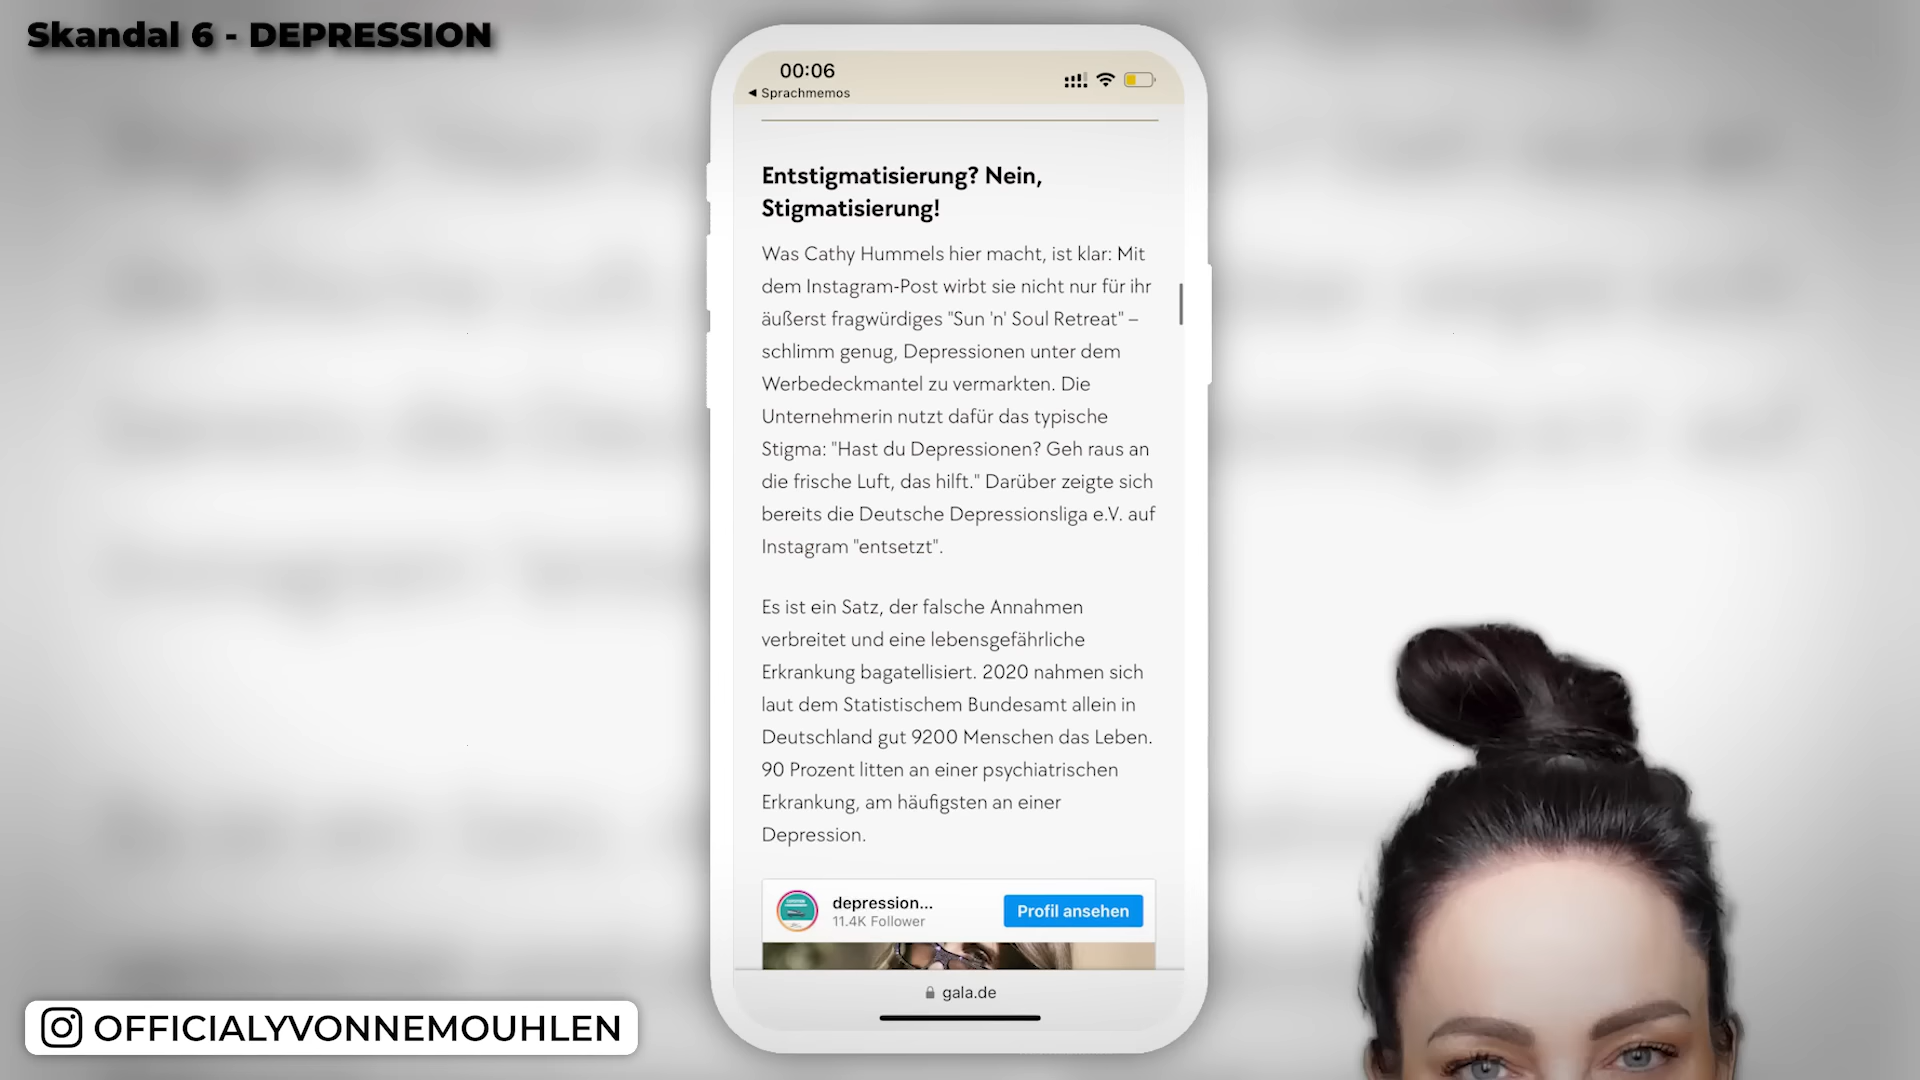 Skandal 6 - DEPRESSION
00:06
◀ Sprachmemos
Entstigmatisierung? Nein,
Stigmatisierung!
Was Cathy Hummels hier macht, ist klar: Mit
dem Instagram-Post wirbt sie nicht nur für ihr
äußerst fragwürdiges "Sun 'n' Soul Retreat" –
schlimm genug, Depressionen unter dem
Werbedeckmantel zu vermarkten. Die
Unternehmerin nutzt dafür das typische
Stigma: "Hast du Depressionen? Geh raus an
die frische Luft, das hilft." Darüber zeigte sich
bereits die Deutsche Depressionsliga e.V. auf
Instagram "entsetzt".
Es ist ein Satz, der falsche Annahmen
verbreitet und eine lebensgefährliche
Erkrankung bagatellisiert. 2020 nahmen sich
laut dem Statistischem Bundesamt allein in
Deutschland gut 9200 Menschen das Leben.
90 Prozent litten an einer psychiatrischen
Erkrankung, am häufigsten an einer
Depression.
depression...
11.4K Follower
Profil ansehen
gala.de
OFFICIALYVONNEMOUHLEN